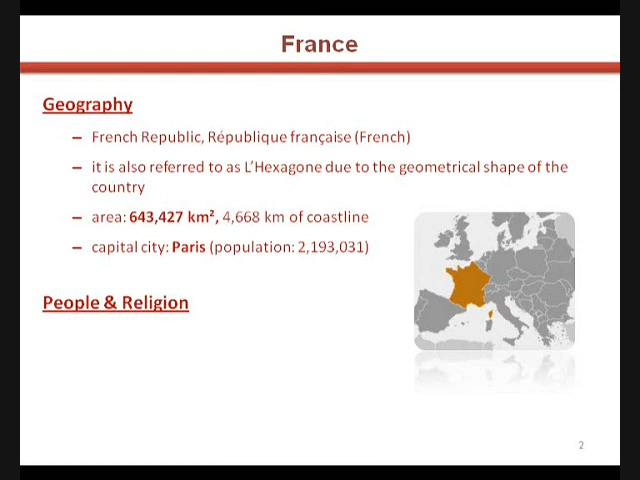 France
Geography
– French Republic, République française (French)
– it is also referred to as L’Hexagone due to the geometrical shape of the
country
– area: 643,427 km², 4,668 km of coastline
– capital city: Paris (population: 2,193,031)
People & Religion
2